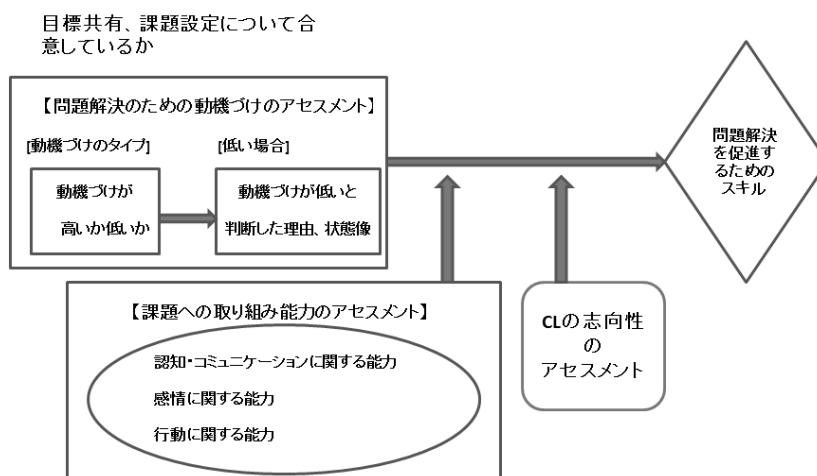 目標共有、課題設定について合
意しているか
【問題解決のための動機づけのアセスメント】
[動機づけのタイプ]
[低い場合]
動機づけが
高いか低いか
動機づけが低いと
判断した理由、状態像
問題解決
を促進す
るための
スキル
【課題への取り組み能力のアセスメント】
認知・コミュニケーションに関する能力
感情に関する能力
行動に関する能力
CLの志向性
の
アセスメント